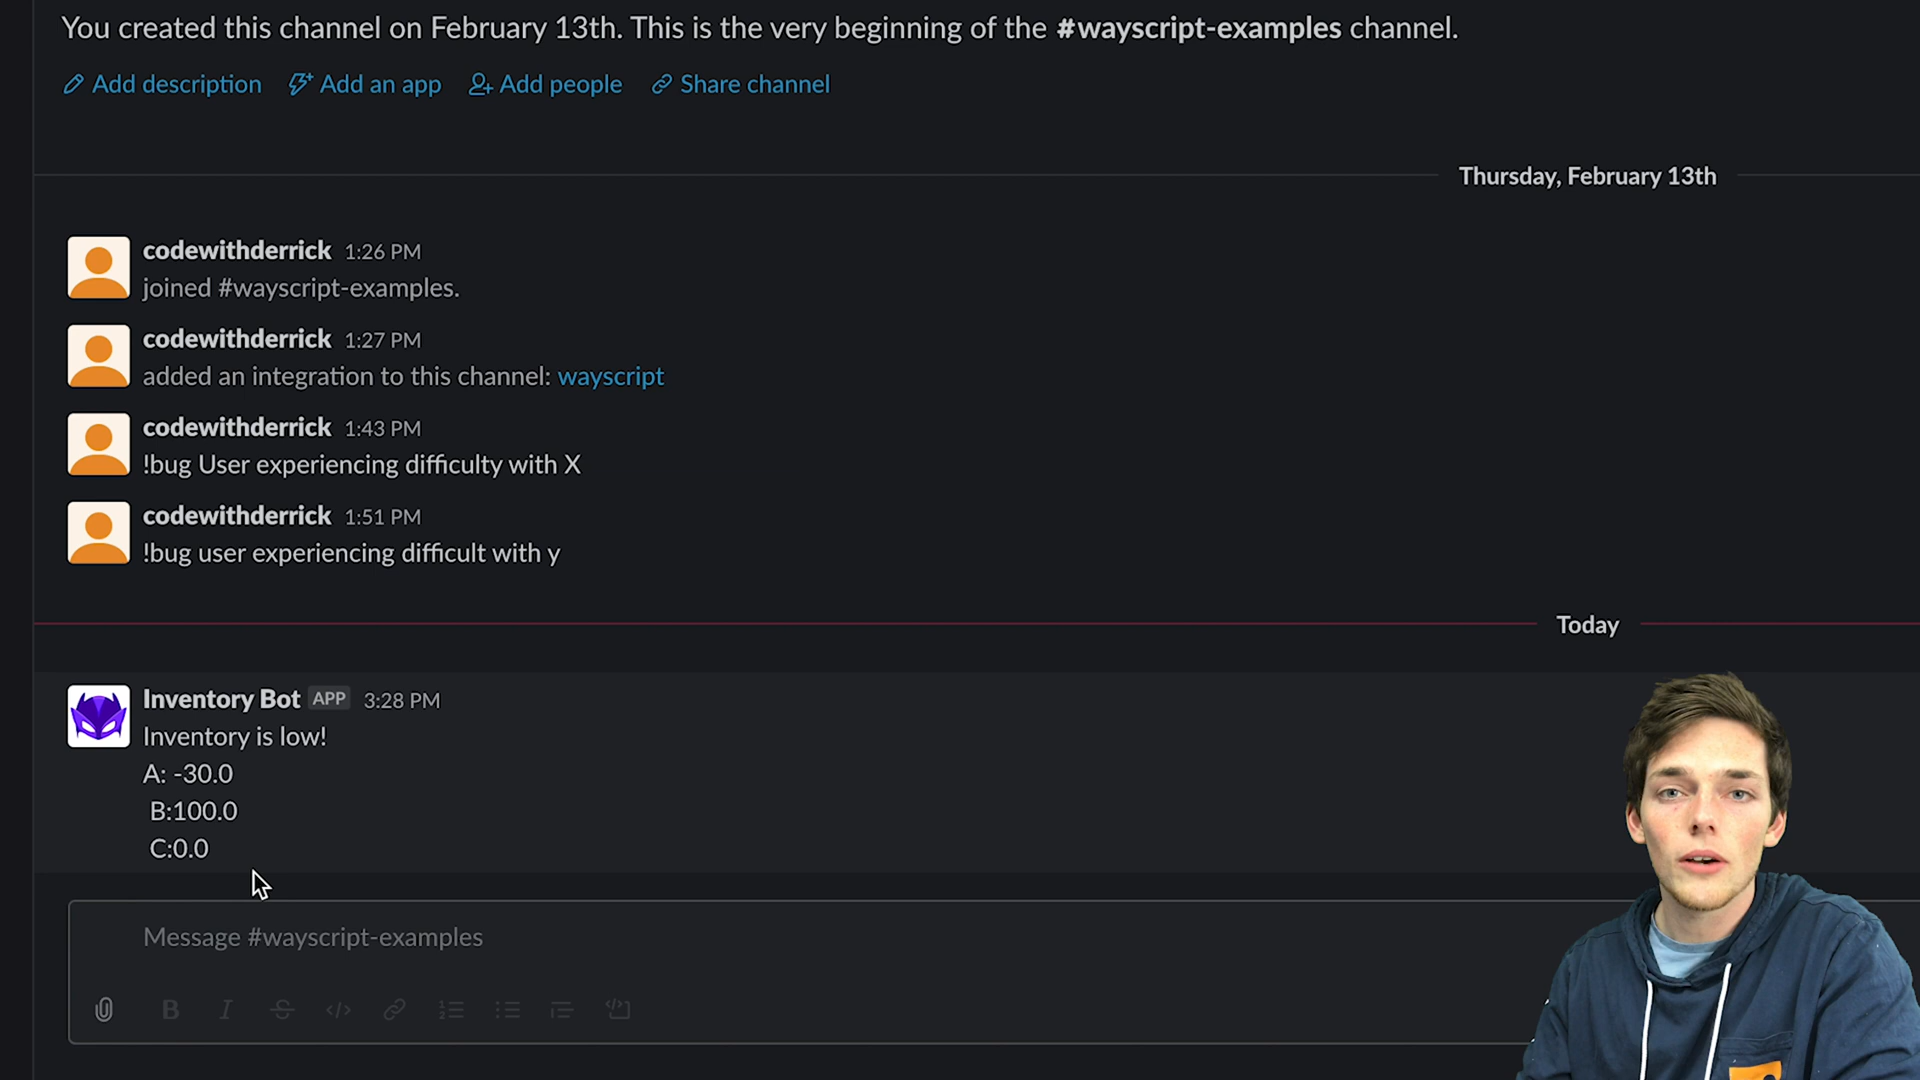 You created this channel on February 13th. This is the very beginning of the #wayscript-examples channel.
Add description Add an app Add people Share channel
Thursday, February 13th
codewithderrick 1:26 PM
joined #wayscript-examples.
codewithderrick 1:27 PM
added an integration to this channel: wayscript
codewithderrick 1:43 PM
!bug User experiencing difficulty with X
codewithderrick 1:51 PM
!bug user experiencing difficult with y
Today
Inventory Bot APP 3:28 PM
Inventory is low!
A: -30.0
B:100.0
C:0.0
Message #wayscript-examples